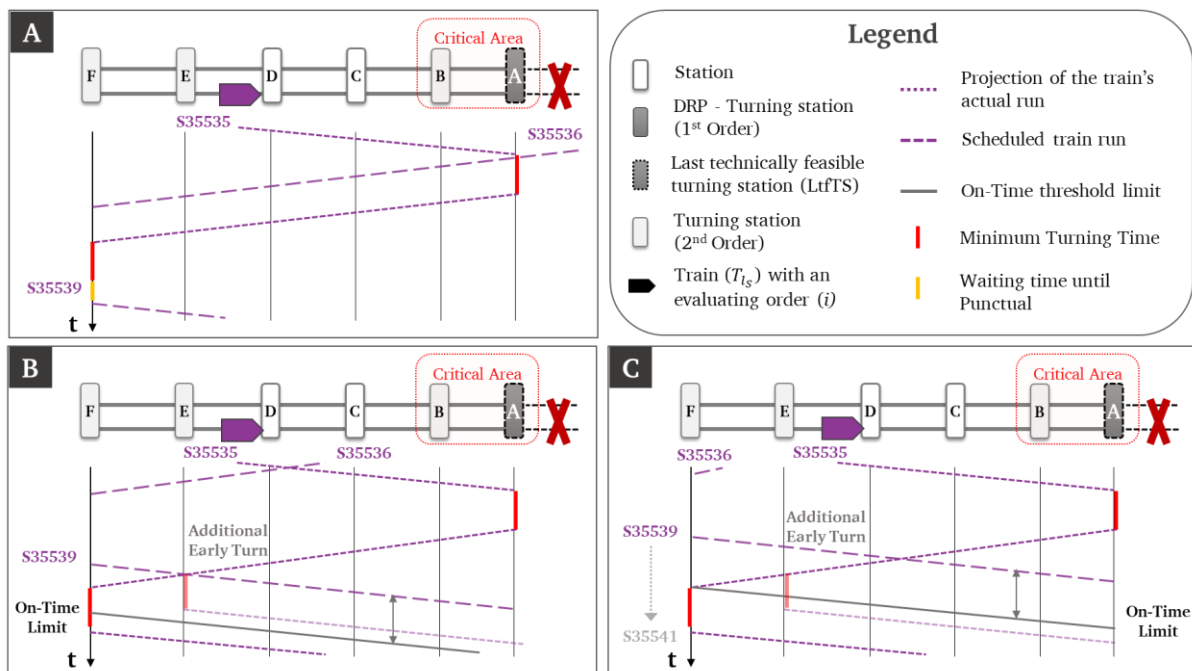 A
Critical Area
F
E
D
C
B
A
S35535
S35536
S35539
t
Legend
Station
DRP - Turning station
(1st Order)
Last technically feasible
turning station (LtfTS)
Turning station
(2nd Order)
Train (Tls) with an
evaluating order (i)
Projection of the train's
actual run
Scheduled train run
On-Time threshold limit
Minimum Turning Time
Waiting time until
Punctual
B
Critical Area
F
E
D
C
B
A
S35535
S35536
Additional
Early Turn
S35539
On-Time
Limit
t
C
Critical Area
F
E
D
C
B
A
S35536
S35535
Additional
Early Turn
S35539
S35541
On-Time
Limit
t